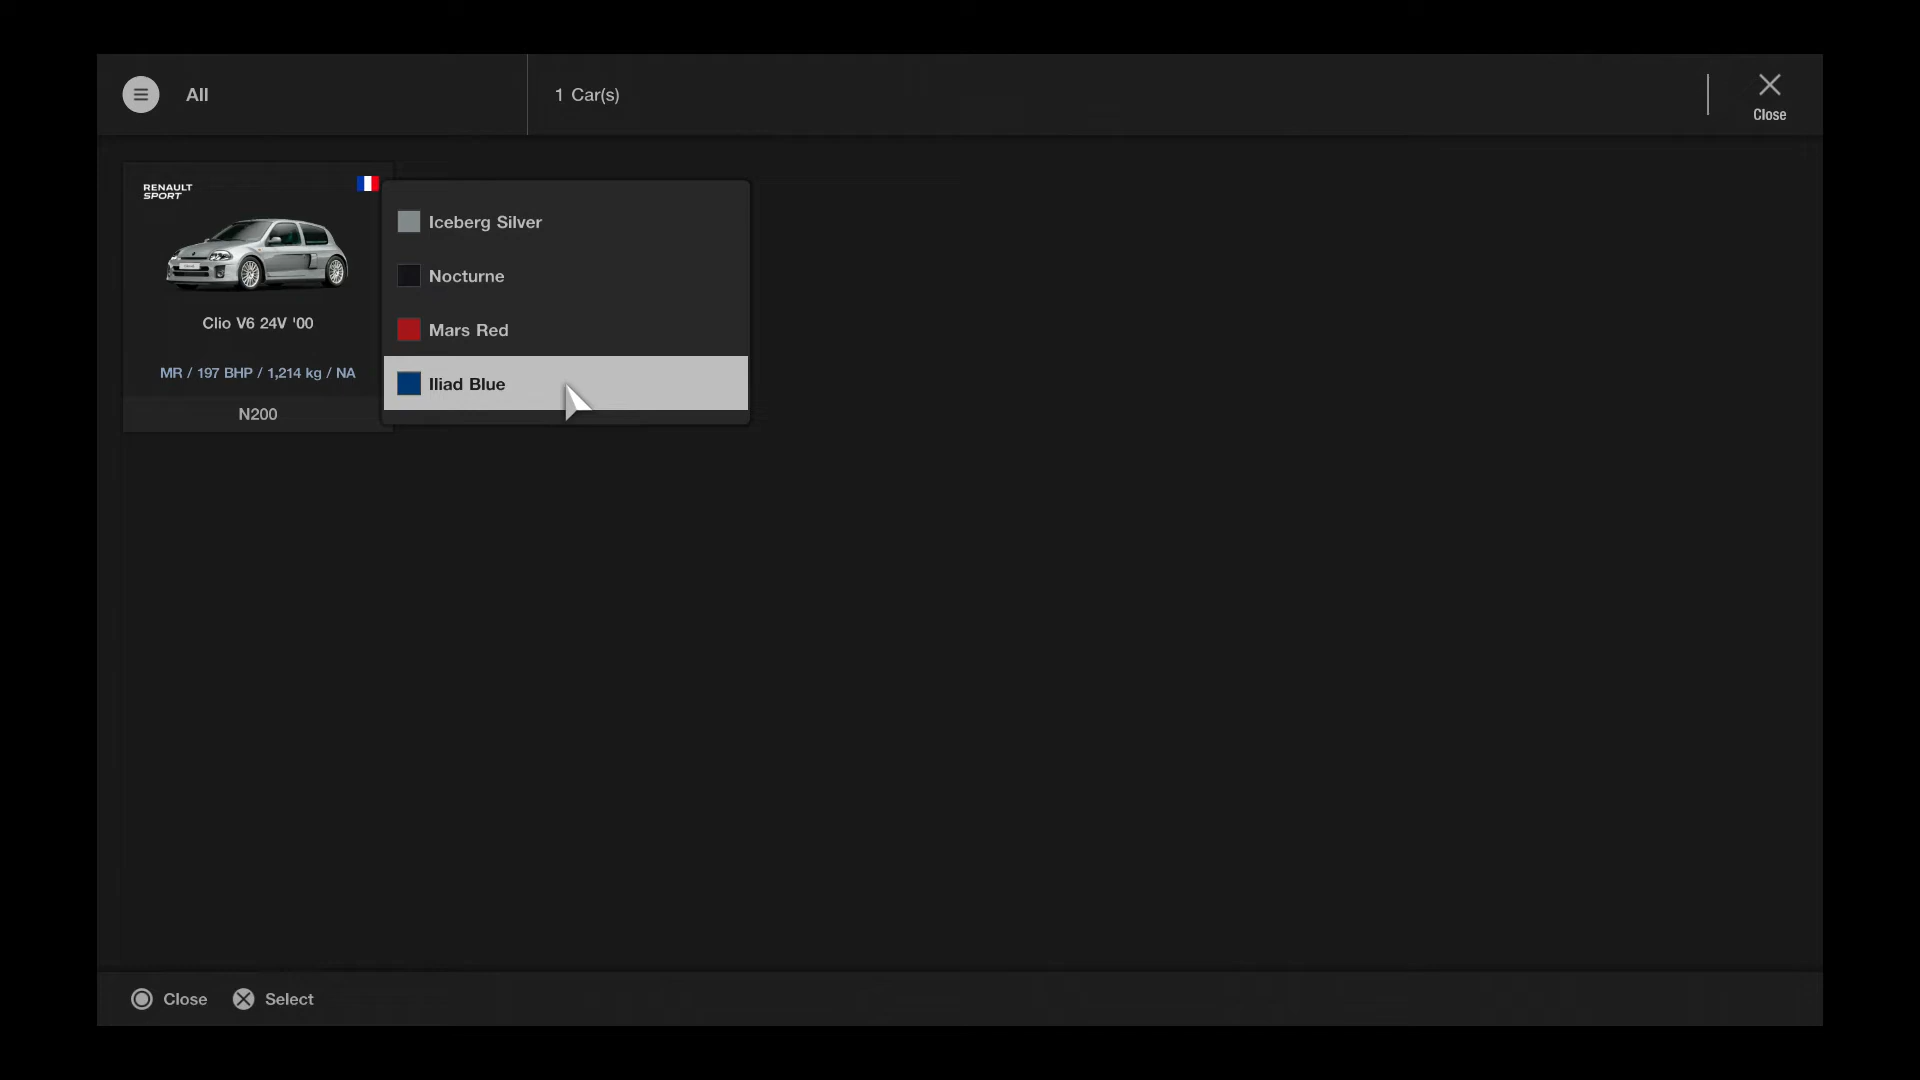 All
1 Car(s)
Close
RENAULT
SPORT
Clio V6 24V '00
MR / 197 BHP / 1,214 kg / NA
N200
Iceberg Silver
Nocturne
Mars Red
Iliad Blue
Close
Select